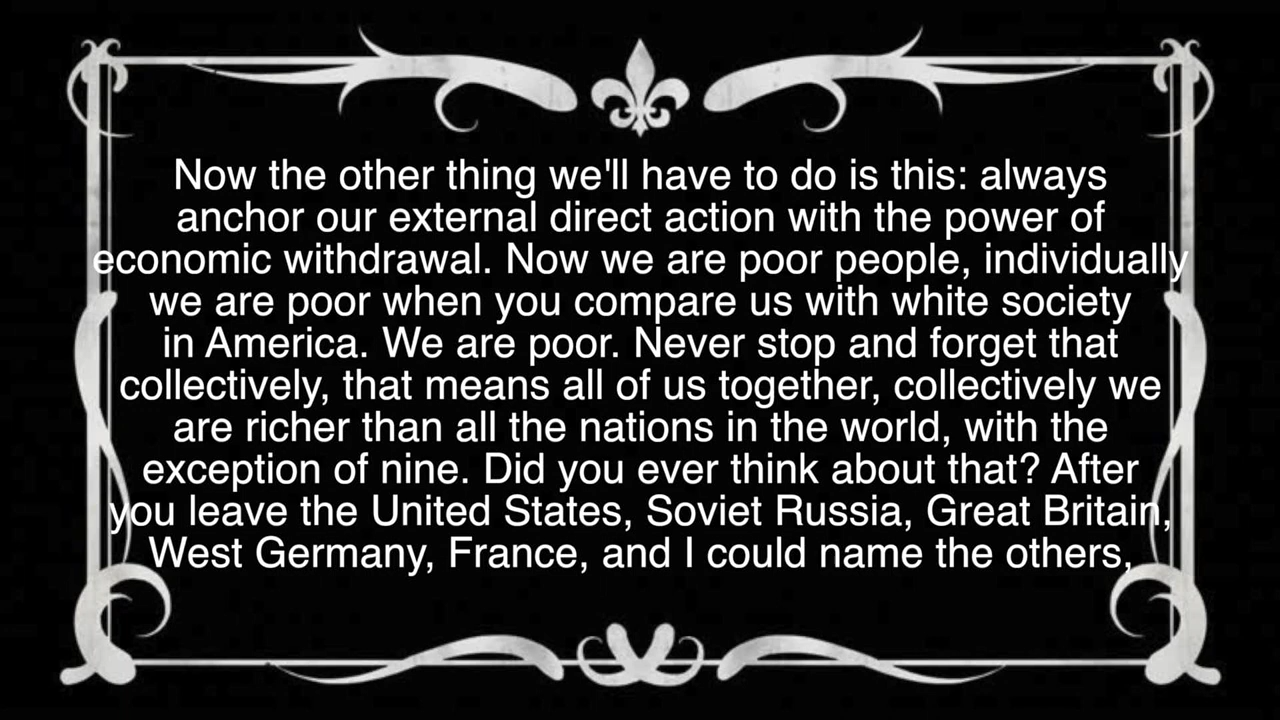 Now the other thing we'll have to do is this: always
anchor our external direct action with the power of
economic withdrawal. Now we are poor people, individually
we are poor when you compare us with white society
in America. We are poor. Never stop and forget that
collectively, that means all of us together, collectively we
are richer than all the nations in the world, with the
exception of nine. Did you ever think about that? After
you leave the United States, Soviet Russia, Great Britain,
West Germany, France, and I could name the others,